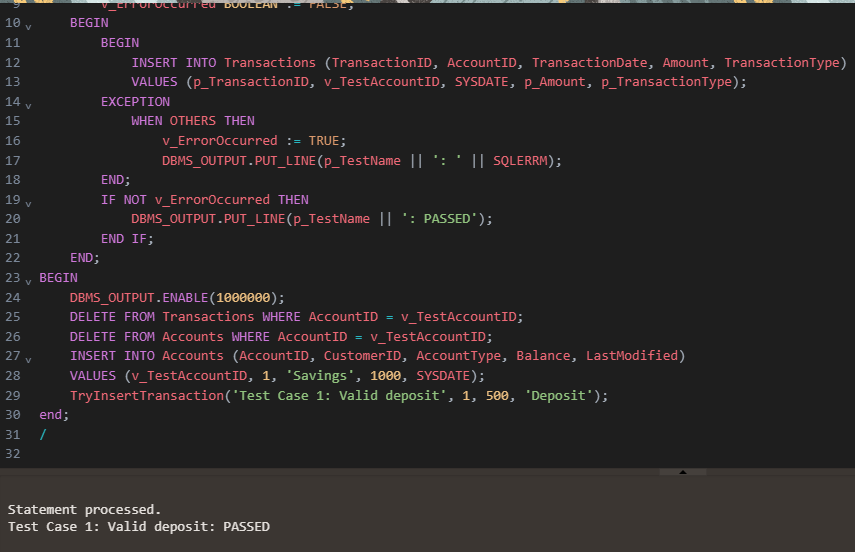 v_ErrorOccurred BOOLEAN := FALSE;
10 BEGIN
11 BEGIN
12 INSERT INTO Transactions (TransactionID, AccountID, TransactionDate, Amount, TransactionType)
13 VALUES (p_TransactionID, v_TestAccountID, SYSDATE, p_Amount, p_TransactionType);
14 EXCEPTION
15 WHEN OTHERS THEN
16 v_ErrorOccurred := TRUE;
17 DBMS_OUTPUT.PUT_LINE(p_TestName || ': ' || SQLERRM);
18 END;
19 IF NOT v_ErrorOccurred THEN
20 DBMS_OUTPUT.PUT_LINE(p_TestName || ': PASSED');
21 END IF;
22 END;
23 BEGIN
24 DBMS_OUTPUT.ENABLE(1000000);
25 DELETE FROM Transactions WHERE AccountID = v_TestAccountID;
26 DELETE FROM Accounts WHERE AccountID = v_TestAccountID;
27 INSERT INTO Accounts (AccountID, CustomerID, AccountType, Balance, LastModified)
28 VALUES (v_TestAccountID, 1, 'Savings', 1000, SYSDATE);
29 TryInsertTransaction('Test Case 1: Valid deposit', 1, 500, 'Deposit');
30 end;
31 /
32
Statement processed.
Test Case 1: Valid deposit: PASSED